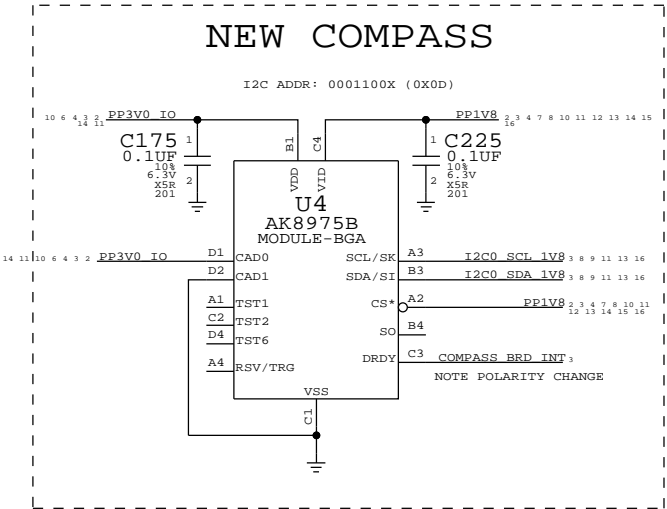 NEW COMPASS
I2C ADDR: 0001100X (0X0D)
10 6 4 3 2 PP3V0_IO
14 11
PP1V8 2 3 4 7 8 10 11 12 13 14 15
16
C175 1
0.1UF
10%
6.3V
X5R
201
2
B1
C4
1 C225
0.1UF
10%
6.3V
X5R
201
2
VDD
VID
U4
AK8975B
MODULE-BGA
14 11 10 6 4 3 2 PP3V0_IO D1 CAD0
D2 CAD1
A1 TST1
C2 TST2
D4 TST6
A4 RSV/TRG
SCL/SK A3 I2C0_SCL_1V8 3 8 9 11 13 16
SDA/SI B3 I2C0_SDA_1V8 3 8 9 11 13 16
CS* A2 PP1V8 2 3 4 7 8 10 11
12 13 14 15 16
SO B4
DRDY C3 COMPASS_BRD_INT 3
NOTE POLARITY CHANGE
VSS
C1